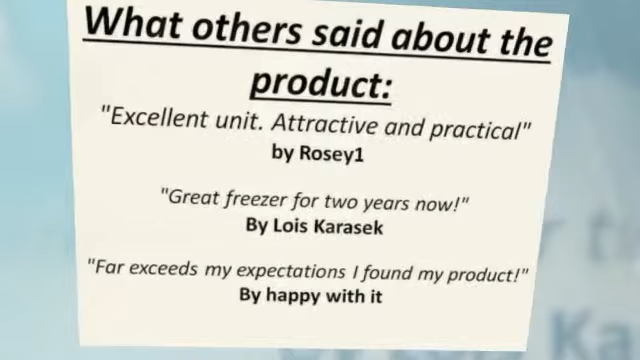 What others said about the
product:
"Excellent unit. Attractive and practical"
by Rosey1
"Great freezer for two years now!"
By Lois Karasek
"Far exceeds my expectations I found my product!"
By happy with it